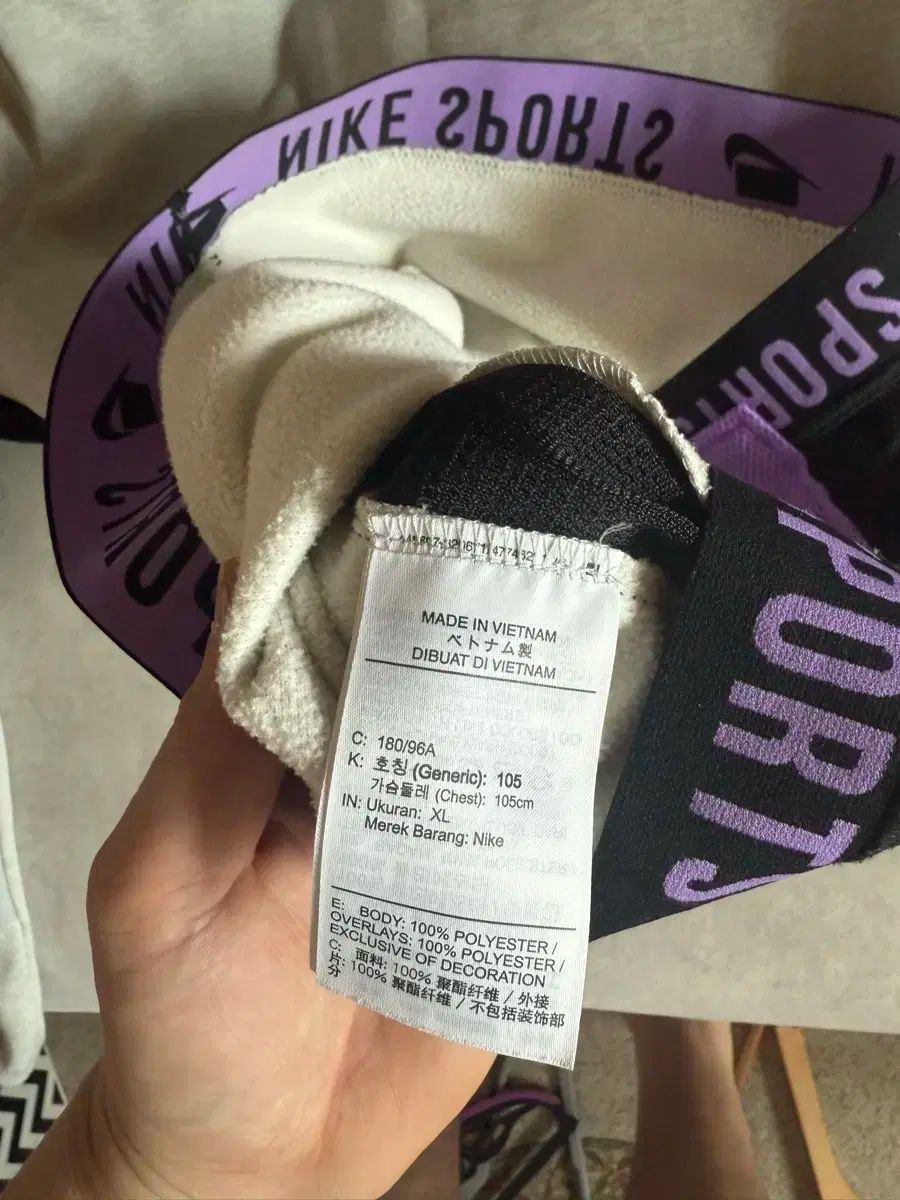 NIKE SPORTS
SPORTS
SPORTS
MADE IN VIETNAM
ベトナム製
DIBUAT DI VIETNAM
C: 180/96A
K: 호칭 (Generic): 105
가슴둘레 (Chest): 105cm
IN: Ukuran: XL
Merek Barang: Nike
E: BODY: 100% POLYESTER /
OVERLAYS: 100% POLYESTER /
EXCLUSIVE OF DECORATION
C: 面料: 100% 聚酯纤维 / 外接
片: 100% 聚酯纤维 / 不包括装饰部
分